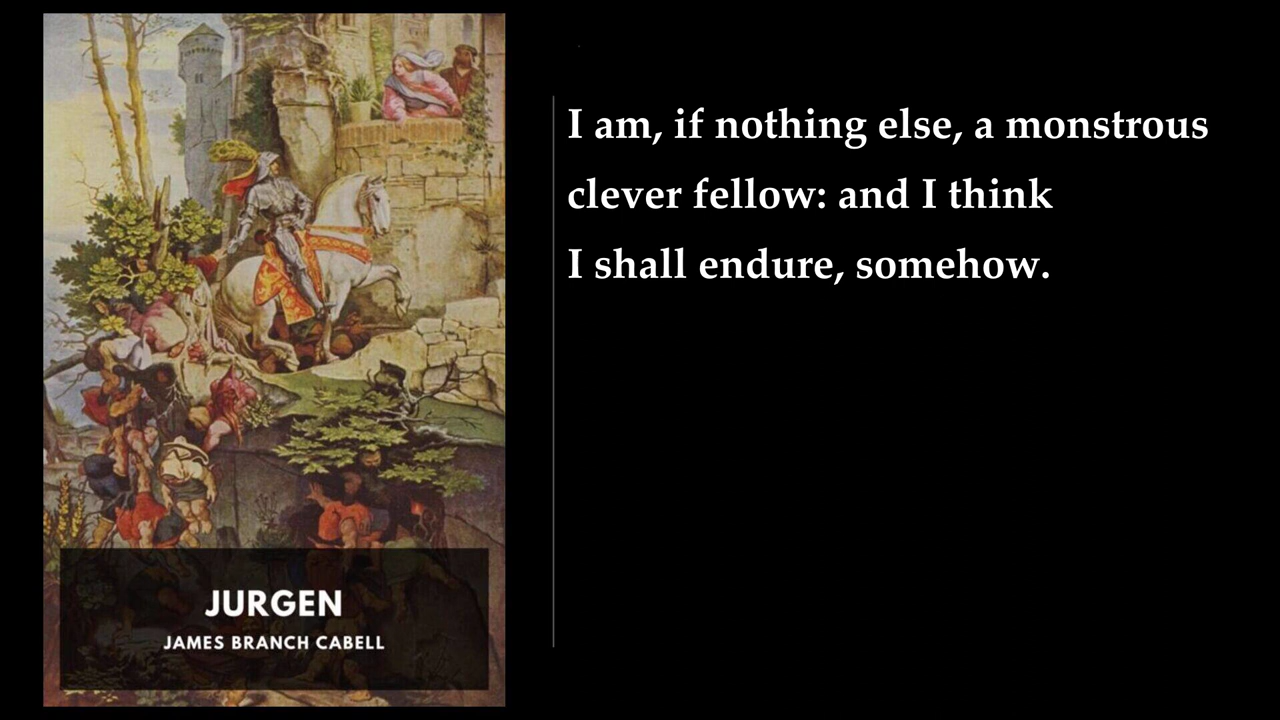 I am, if nothing else, a monstrous
clever fellow: and I think
I shall endure, somehow.
JURGEN
JAMES BRANCH CABELL